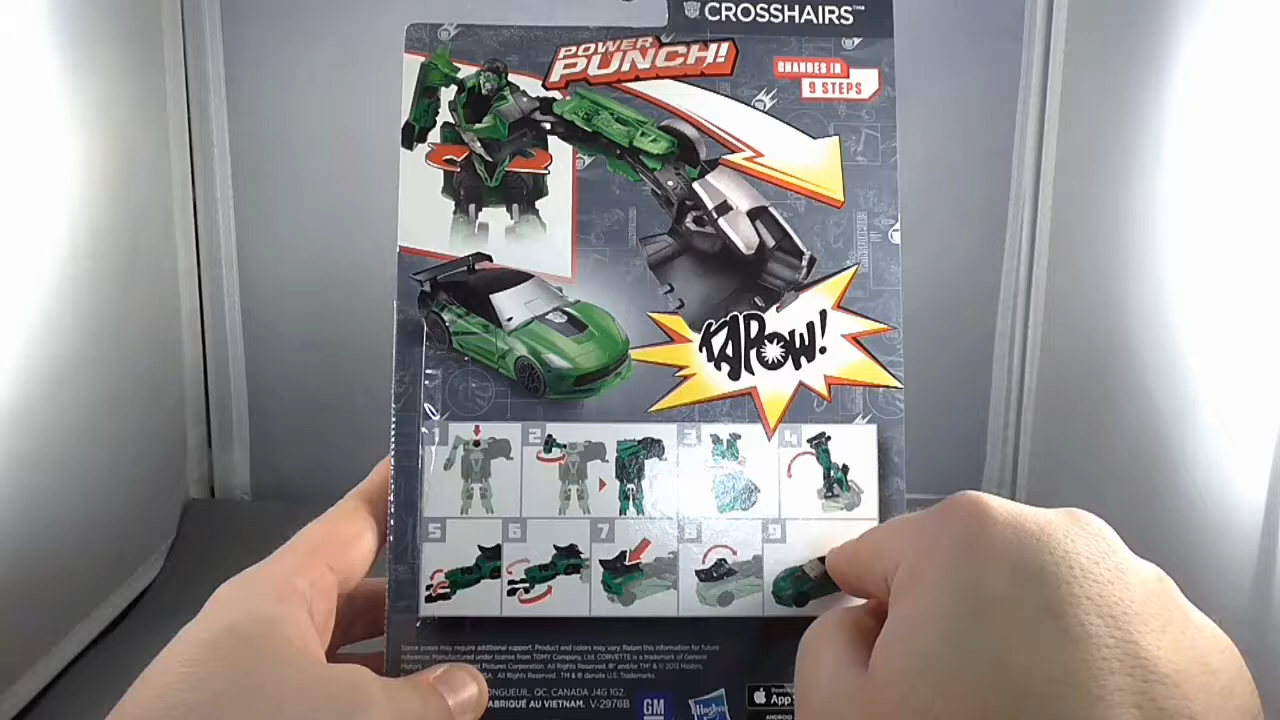 CROSSHAIRS™
POWER
PUNCH!
CHANGES IN
9 STEPS
KAPOW!
1 2 3 4
5 6 7 8 9
Some poses may require additional support. Product and colors may vary. Retain this information for future
reference. Manufactured under license from TOMY Company, Ltd. CORVETTE is a trademark of General
Motors Pictures Corporation. All Rights Reserved. ® and/or ™ & © 2013 Hasbro.
All Rights Reserved. TM & ® denote U.S. Trademarks.
LONGUEUIL, QC, CANADA J4G 1G2.
FABRIQUÉ AU VIETNAM. V-2976B
GM
Hasbro
App
ANDROID